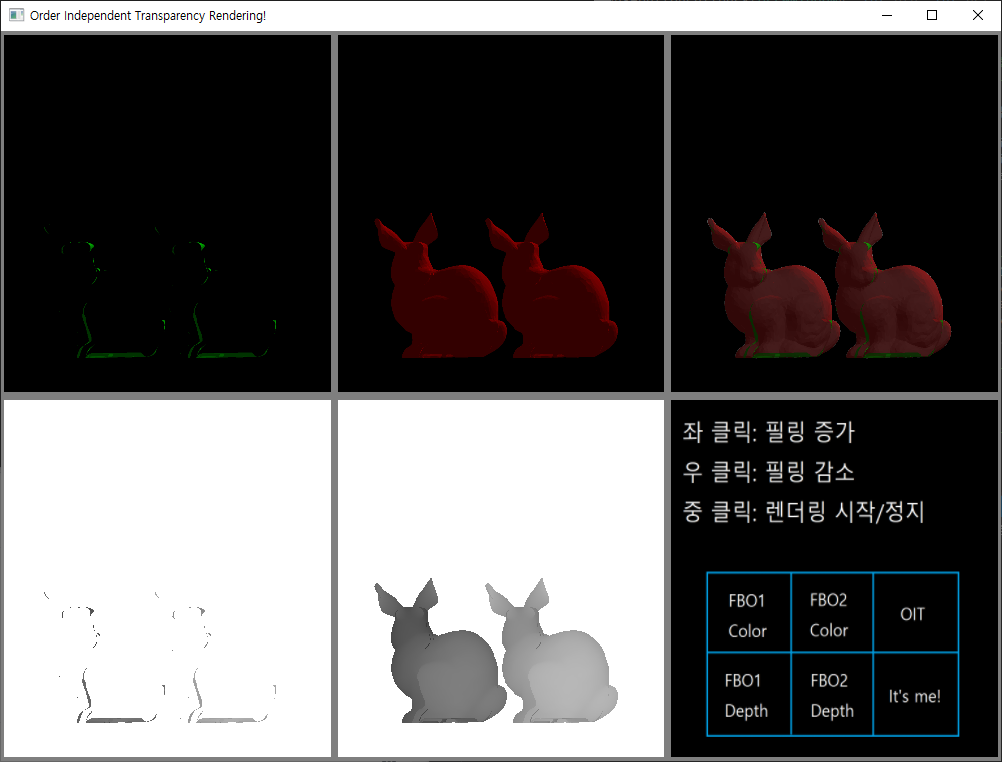 Order Independent Transparency Rendering!
좌 클릭: 필링 증가
우 클릭: 필링 감소
중 클릭: 렌더링 시작/정지
FBO1 FBO2 OIT
Color Color
FBO1 FBO2 It's me!
Depth Depth